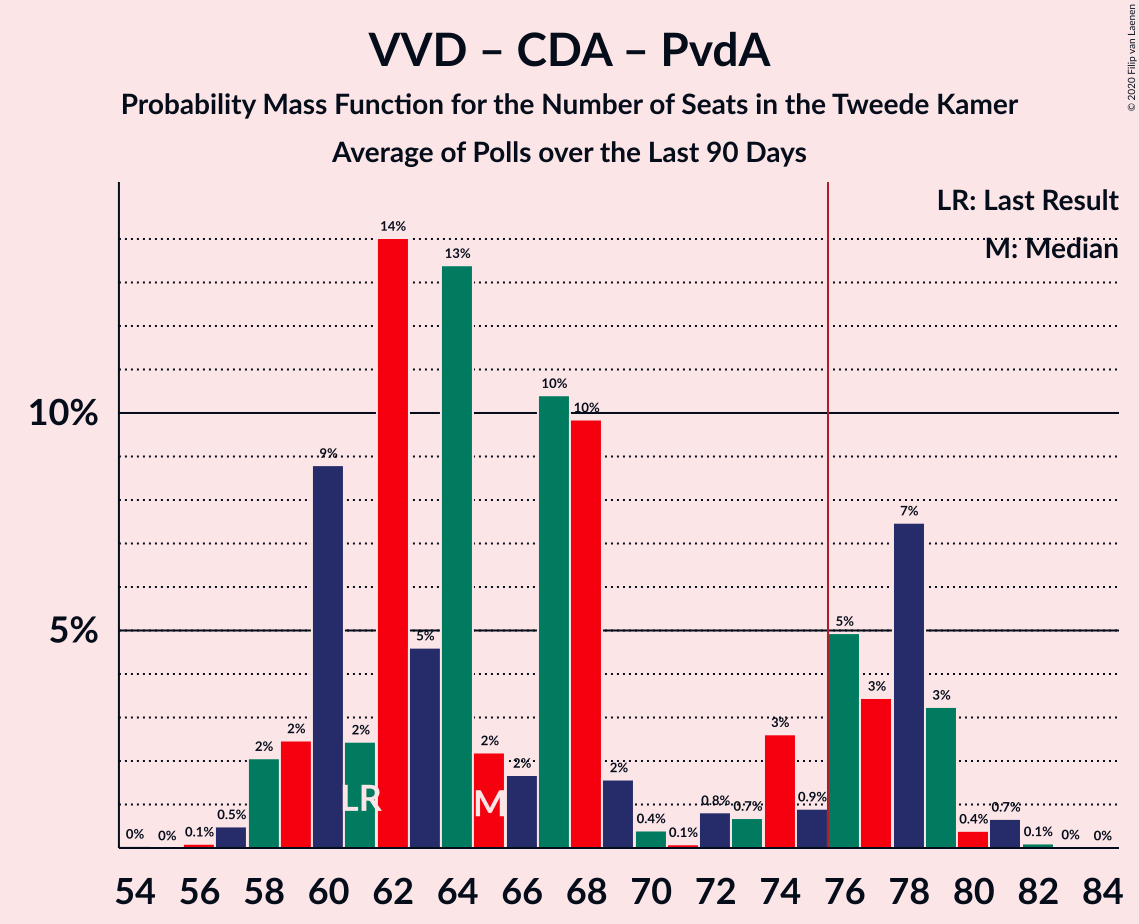 © 2020 Filip van Laenen
VVD – CDA – PvdA
Probability Mass Function for the Number of Seats in the Tweede Kamer
Average of Polls over the Last 90 Days
LR: Last Result
M: Median
10%
5%
0% 0% 0.1% 0.5% 2% 2% 9% 2% 14% 5% 13% 2% 2% 10% 10% 2% 0.4% 0.1% 0.8% 0.7% 3% 0.9% 5% 3% 7% 3% 0.4% 0.7% 0.1% 0% 0%
LR M
54 56 58 60 62 64 66 68 70 72 74 76 78 80 82 84